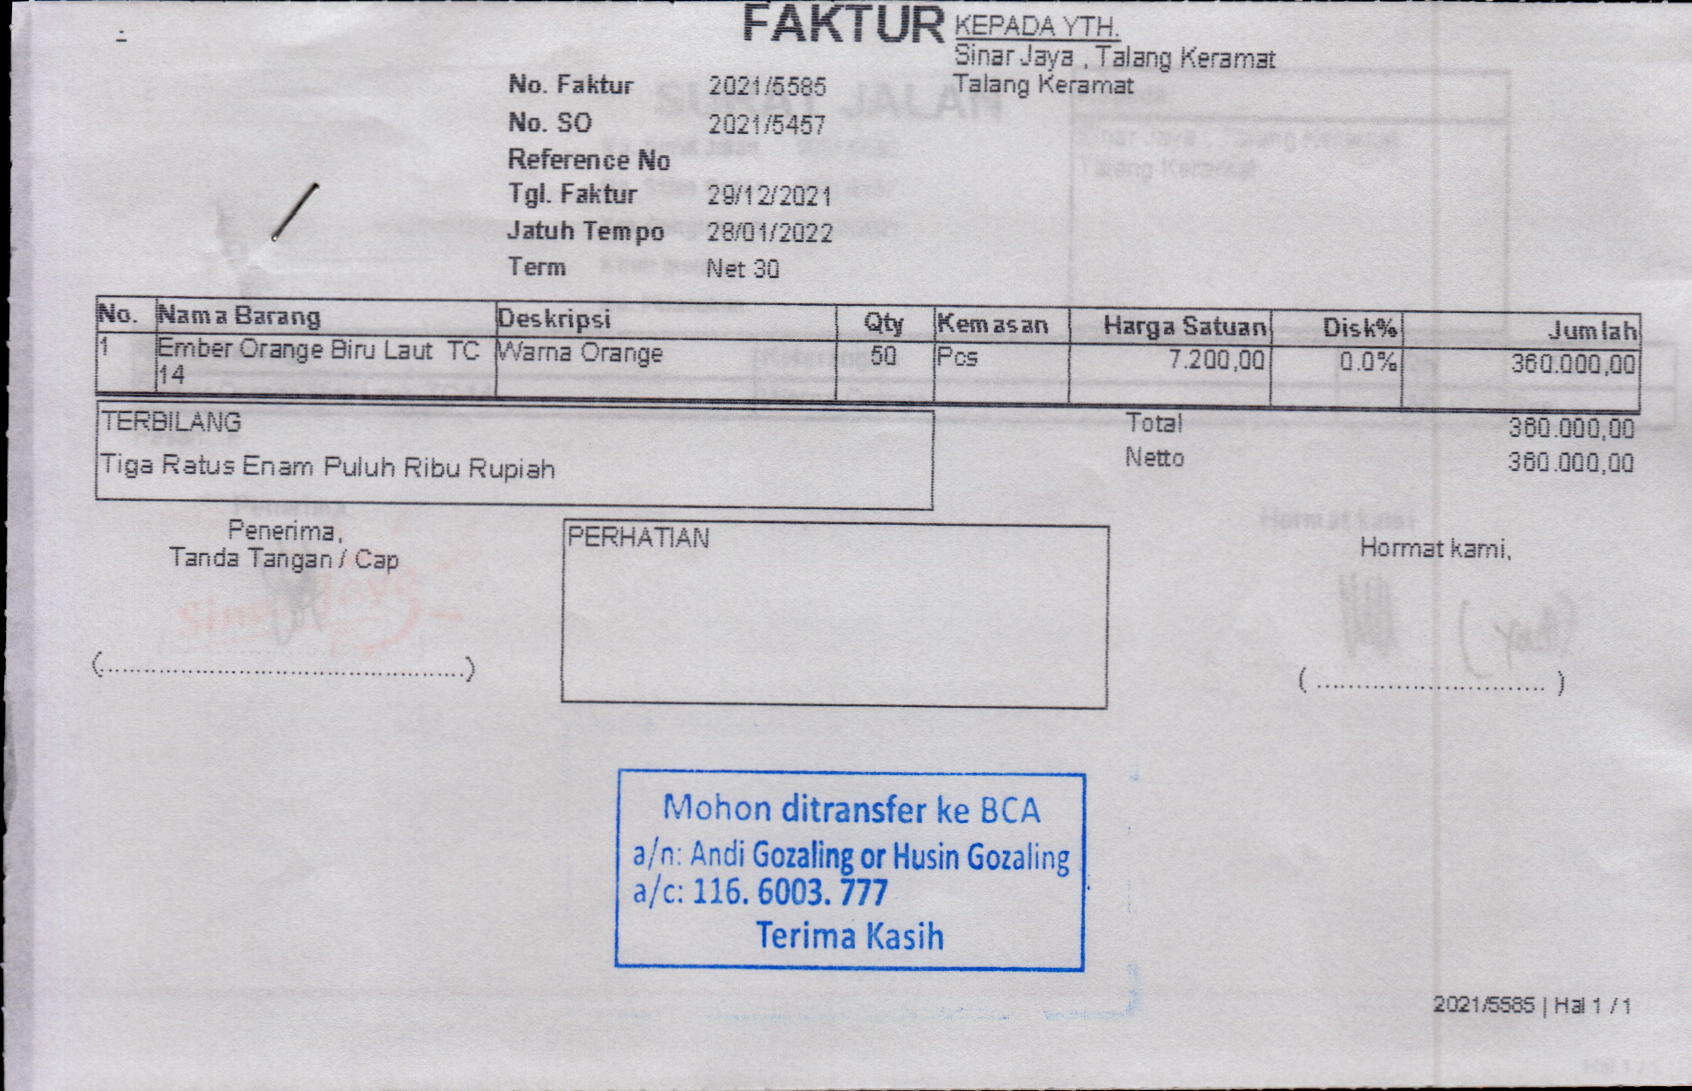 FAKTUR
KEPADA YTH.
Sinar Jaya , Talang Keramat
Talang Keramat
No. Faktur 2021/5585
No. SO 2021/5457
Reference No
Tgl. Faktur 29/12/2021
Jatuh Tempo 28/01/2022
Term Net 30
No. Nama Barang Deskripsi Qty Kemasan Harga Satuan Disk% Jumlah
1 Ember Orange Biru Laut TC Warna Orange 50 Pcs 7.200,00 0.0% 360.000,00
14
TERBILANG
Tiga Ratus Enam Puluh Ribu Rupiah
Total 360.000,00
Netto 360.000,00
Penerima,
Tanda Tangan / Cap
(................................................)
PERHATIAN
Hormat kami,
( ............................. )
Mohon ditransfer ke BCA
a/n: Andi Gozaling or Husin Gozaling
a/c: 116. 6003. 777
Terima Kasih
2021/5585 | Hal 1 / 1